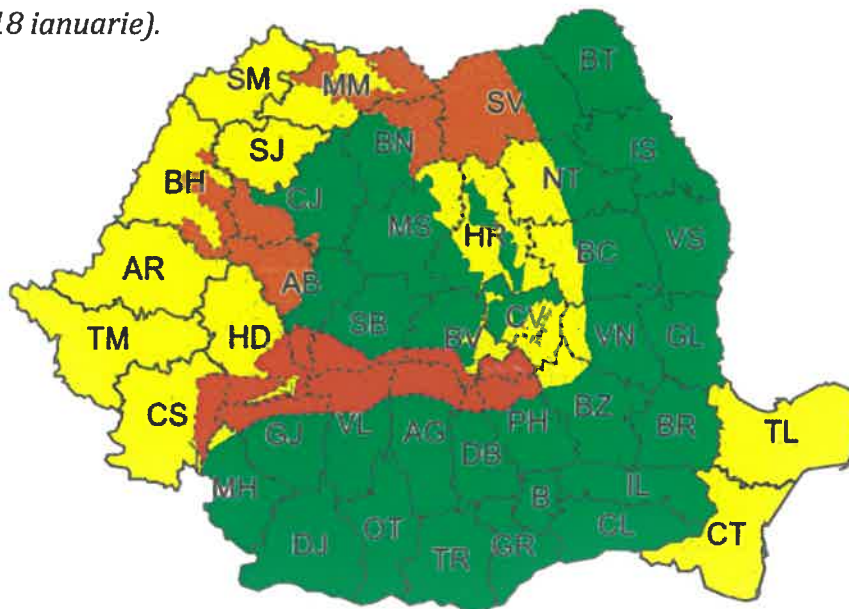 18 ianuarie).
BT
SM
MM
SV
BN
SJ
IS
BH
NT
CJ
MS
HR
VS
AR
BC
AB
TM
HD
SB
BV
CV
VN
GL
CS
GJ
VL
AG
PH
BZ
BR
TL
DB
MH
B
IL
DJ
OT
TR
GR
CL
CT